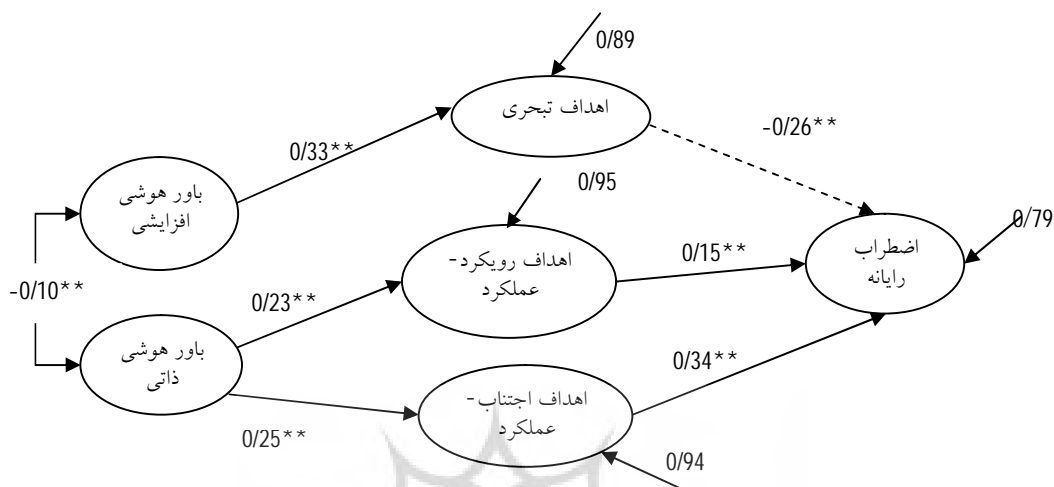 0/89
اهداف تبحری
-0/26**
0/33**
0/95
باور هوشی
افزایشی
0/79
اضطراب
رایانه
اهداف رویکرد-
عملکرد
0/15**
-0/10**
0/23**
باور هوشی
ذاتی
0/34**
اهداف اجتناب-
عملکرد
0/25**
0/94